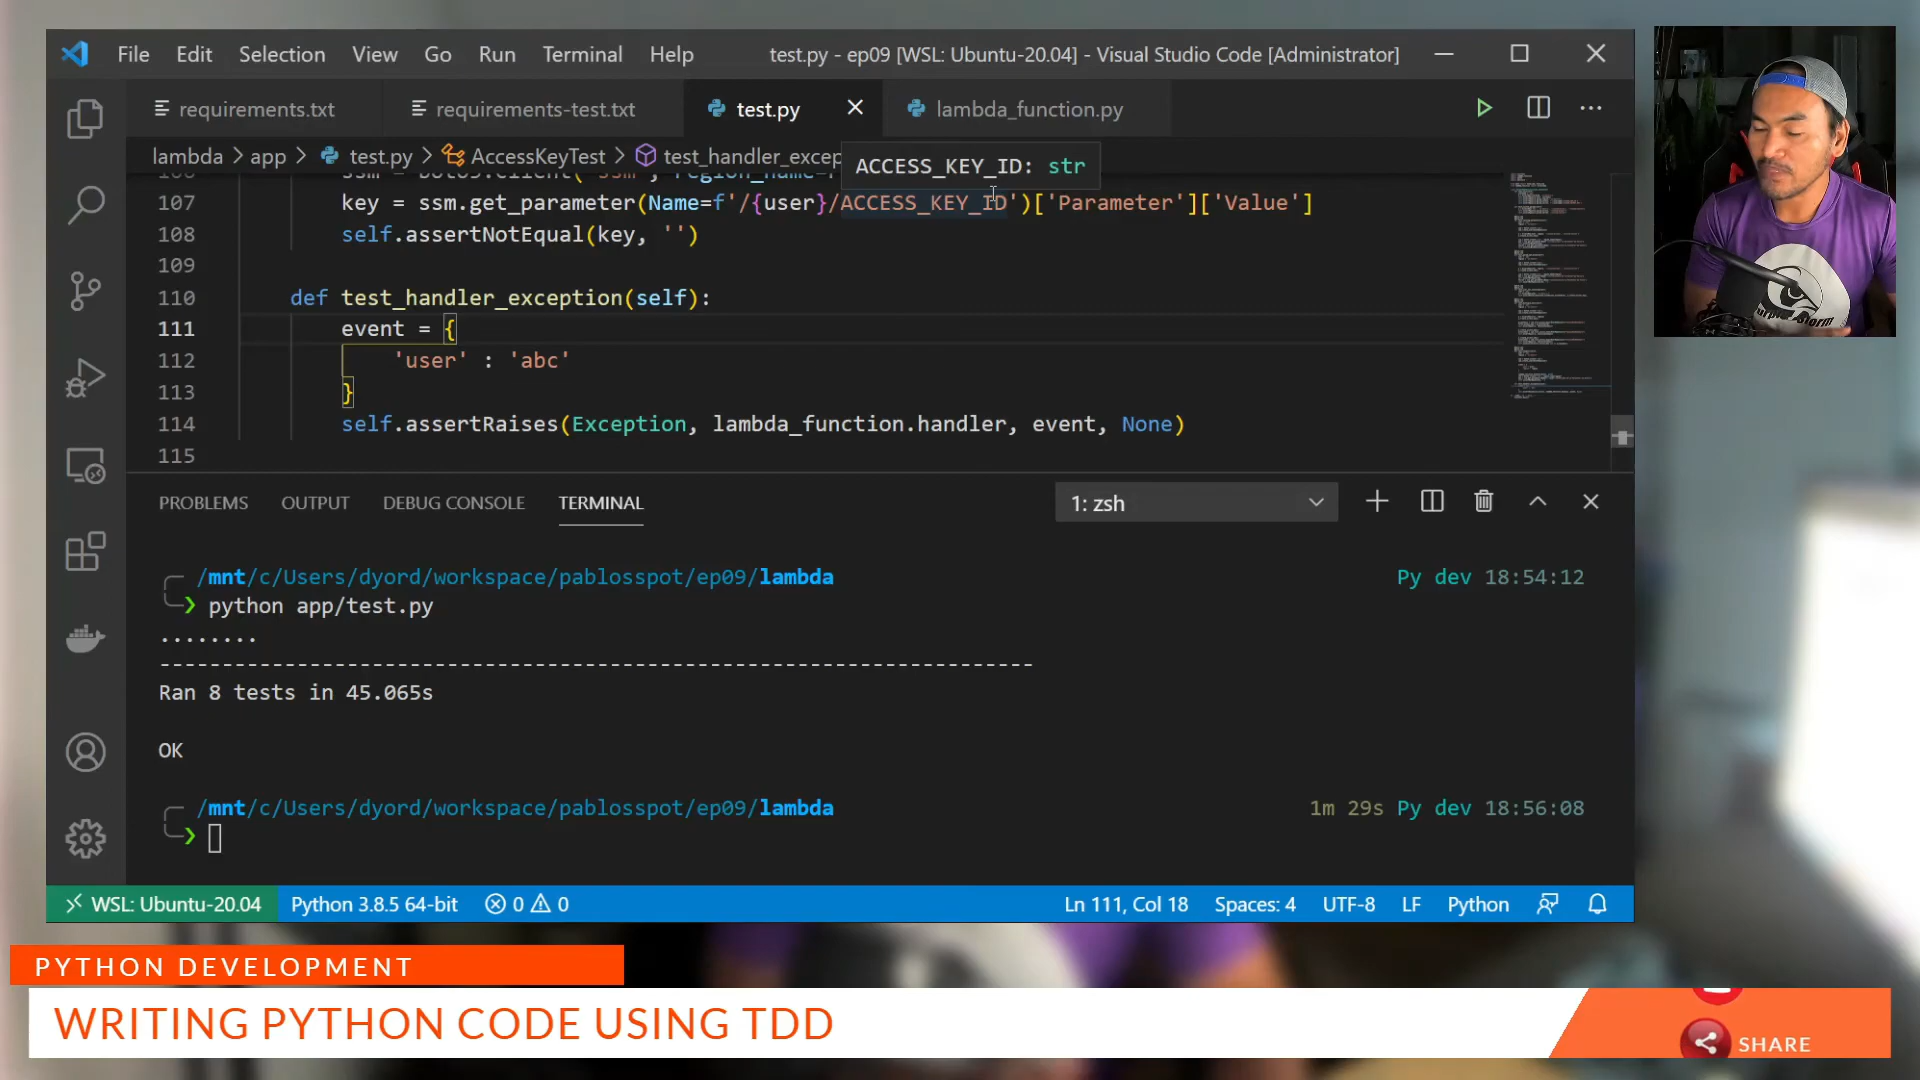 File Edit Selection View Go Run Terminal Help test.py - ep09 [WSL: Ubuntu-20.04] - Visual Studio Code [Administrator]
requirements.txt requirements-test.txt test.py lambda_function.py
lambda > app > test.py > AccessKeyTest > test_handler_excep
ACCESS_KEY_ID: str
107 key = ssm.get_parameter(Name=f'/{user}/ACCESS_KEY_ID')['Parameter']['Value']
108 self.assertNotEqual(key, '')
109
110 def test_handler_exception(self):
111 event = {
112 'user' : 'abc'
113 }
114 self.assertRaises(Exception, lambda_function.handler, event, None)
115
PROBLEMS OUTPUT DEBUG CONSOLE TERMINAL 1: zsh
/mnt/c/Users/dyord/workspace/pablosspot/ep09/lambda Py dev 18:54:12
❯ python app/test.py
........
----------------------------------------------------------------------
Ran 8 tests in 45.065s
OK
/mnt/c/Users/dyord/workspace/pablosspot/ep09/lambda 1m 29s Py dev 18:56:08
❯
WSL: Ubuntu-20.04 Python 3.8.5 64-bit 0 0 Ln 111, Col 18 Spaces: 4 UTF-8 LF Python
PYTHON DEVELOPMENT
WRITING PYTHON CODE USING TDD
SHARE